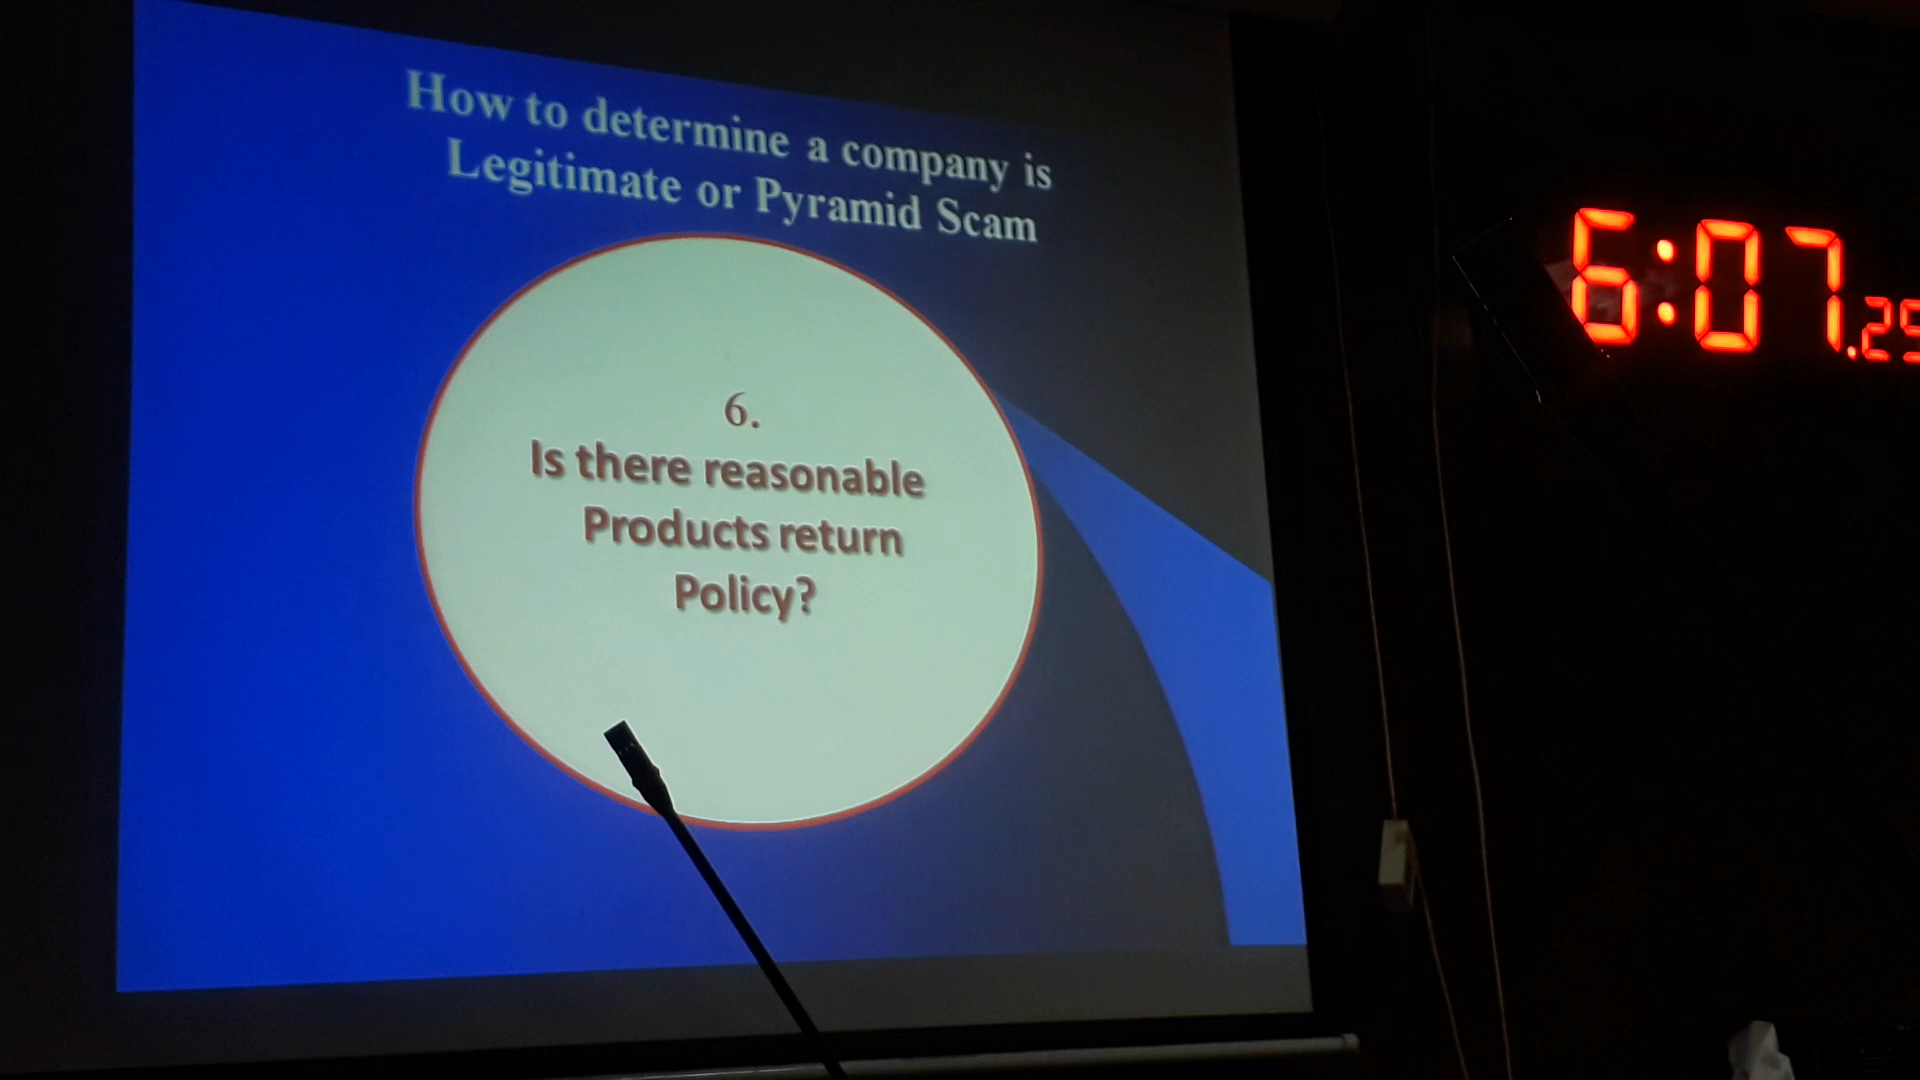 How to determine a company is
Legitimate or Pyramid Scam
6.
Is there reasonable
Products return
Policy?
6:07.25